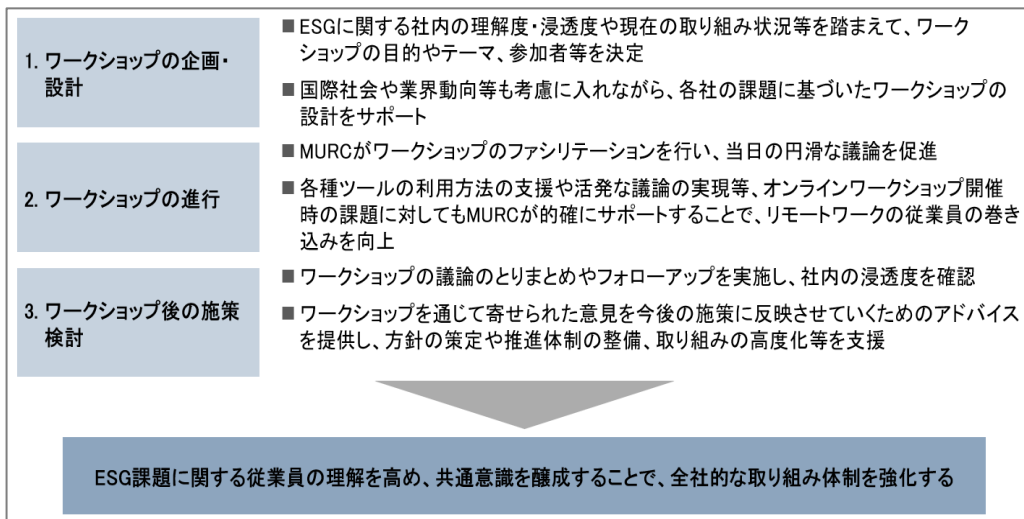 1. ワークショップの企画・
設計
■ESGに関する社内の理解度・浸透度や現在の取り組み状況等を踏まえて、ワーク
ショップの目的やテーマ、参加者等を決定
■国際社会や業界動向等も考慮に入れながら、各社の課題に基づいたワークショップの
設計をサポート
2. ワークショップの進行
■MURCがワークショップのファシリテーションを行い、当日の円滑な議論を促進
■各種ツールの利用方法の支援や活発な議論の実現等、オンラインワークショップ開催
時の課題に対してもMURCが的確にサポートすることで、リモートワークの従業員の巻き
込みを向上
3. ワークショップ後の施策
検討
■ワークショップの議論のとりまとめやフォローアップを実施し、社内の浸透度を確認
■ワークショップを通じて寄せられた意見を今後の施策に反映させていくためのアドバイス
を提供し、方針の策定や推進体制の整備、取り組みの高度化等を支援
ESG課題に関する従業員の理解を高め、共通意識を醸成することで、全社的な取り組み体制を強化する